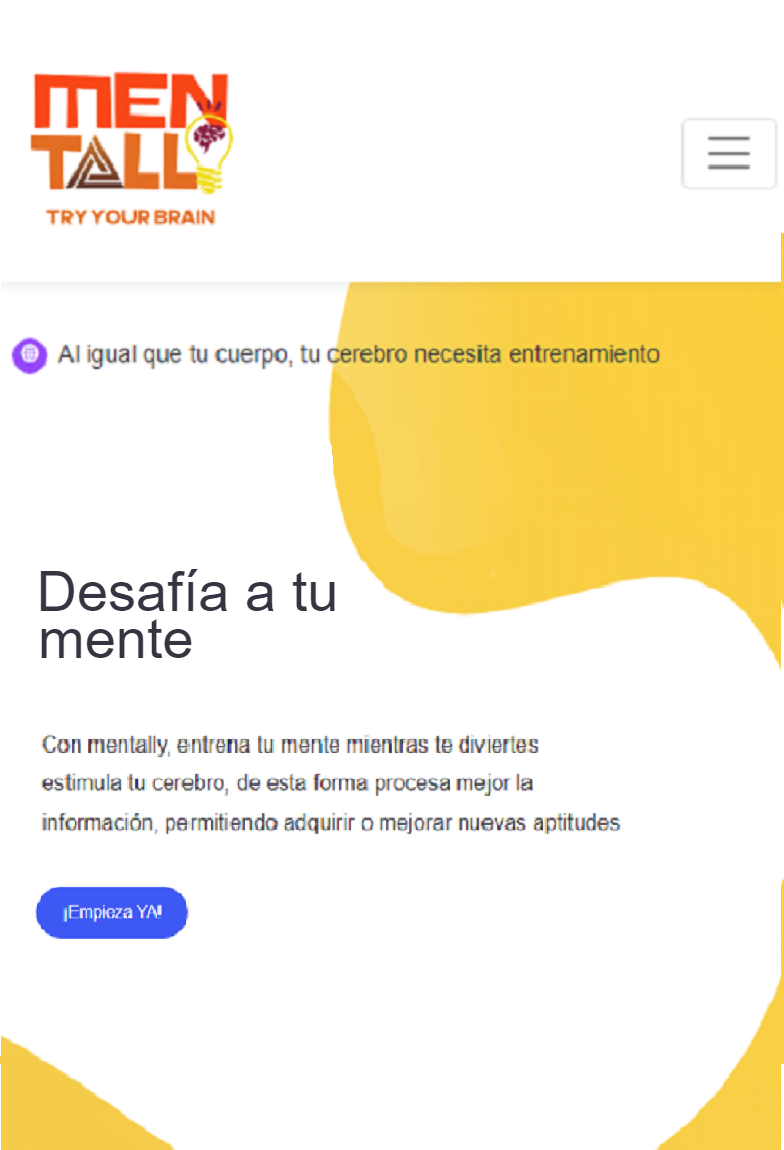 MEN
TALLY
TRY YOUR BRAIN
Al igual que tu cuerpo, tu cerebro necesita entrenamiento
Desafía a tu
mente
Con mentally, entrena tu mente mientras te diviertes
estimula tu cerebro, de esta forma procesa mejor la
información, permitiendo adquirir o mejorar nuevas aptitudes
¡Empieza YA!